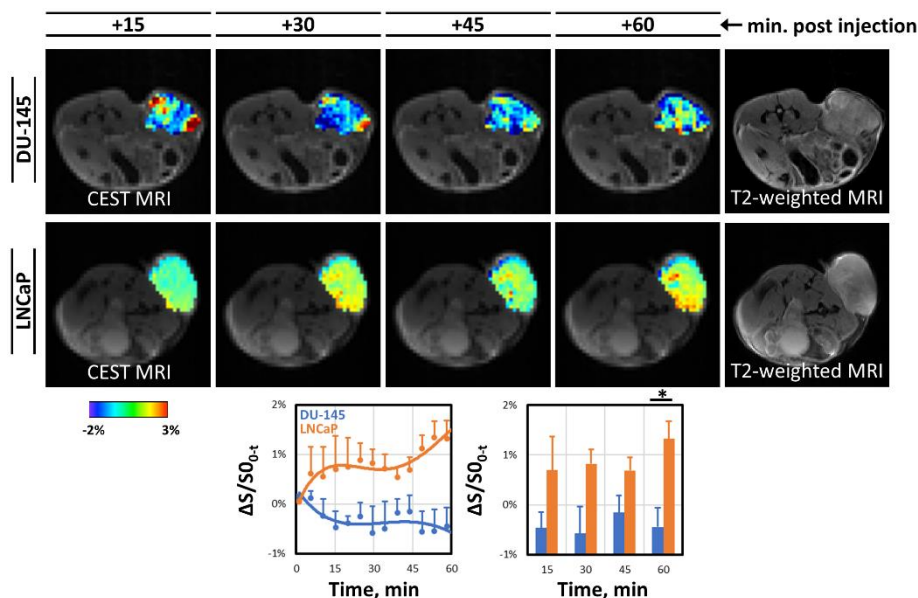 +15 +30 +45 +60 ← min. post injection
DU-145
CEST MRI T2-weighted MRI
LNCaP
CEST MRI T2-weighted MRI
-2% 3%
2%
1%
0%
-1%
ΔS/S0₀₋ₜ
DU-145
LNCaP
0 15 30 45 60
Time, min
*
2%
1%
0%
-1%
ΔS/S0₀₋ₜ
15 30 45 60
Time, min